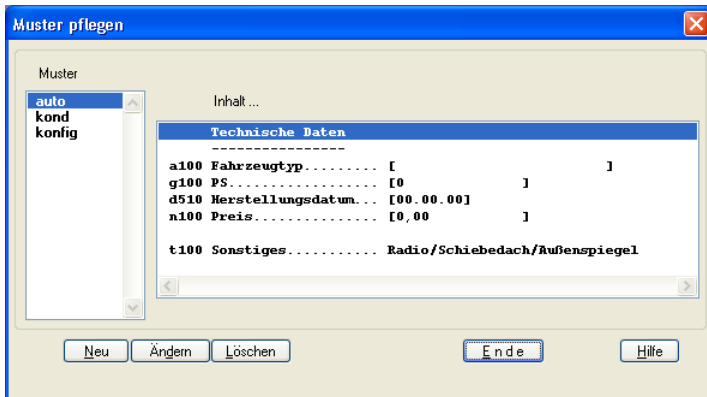 Muster pflegen
Muster
auto
kond
konfig
Inhalt ...
Technische Daten
----------------
a100 Fahrzeugtyp......... [ ]
g100 PS.................. [0 ]
d510 Herstellungsdatum... [00.00.00]
n100 Preis............... [0,00 ]
t100 Sonstiges........... Radio/Schiebedach/Außenspiegel
Neu Ändern Löschen Ende Hilfe